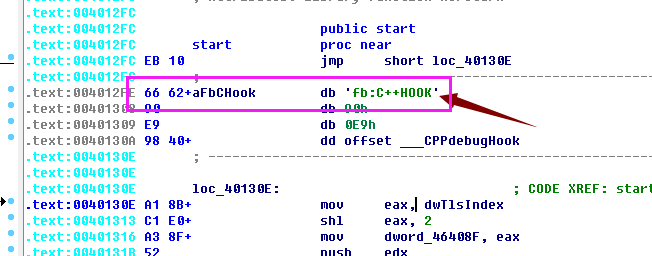 .text:004012FC
.text:004012FC public start
.text:004012FC start proc near
.text:004012FC EB 10 jmp short loc_40130E
.text:004012FC ; ---------------------------------------------------------------------------
.text:004012FE 66 62+aFbCHook db 'fb:C++HOOK'
.text:00401308 90 db 90h
.text:00401309 E9 db 0E9h
.text:0040130A 98 40+ dd offset ___CPPdebugHook
.text:0040130E ; ---------------------------------------------------------------------------
.text:0040130E
.text:0040130E loc_40130E: ; CODE XREF: start
.text:0040130E A1 8B+ mov eax, dwTlsIndex
.text:00401313 C1 E0+ shl eax, 2
.text:00401316 A3 8F+ mov dword_46408F, eax
.text:0040131B 52 push edx